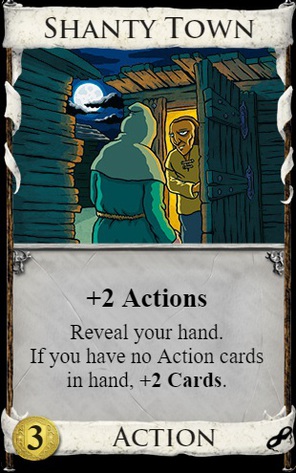 SHANTY TOWN
+2 Actions
Reveal your hand.
If you have no Action cards
in hand, +2 Cards.
3
ACTION